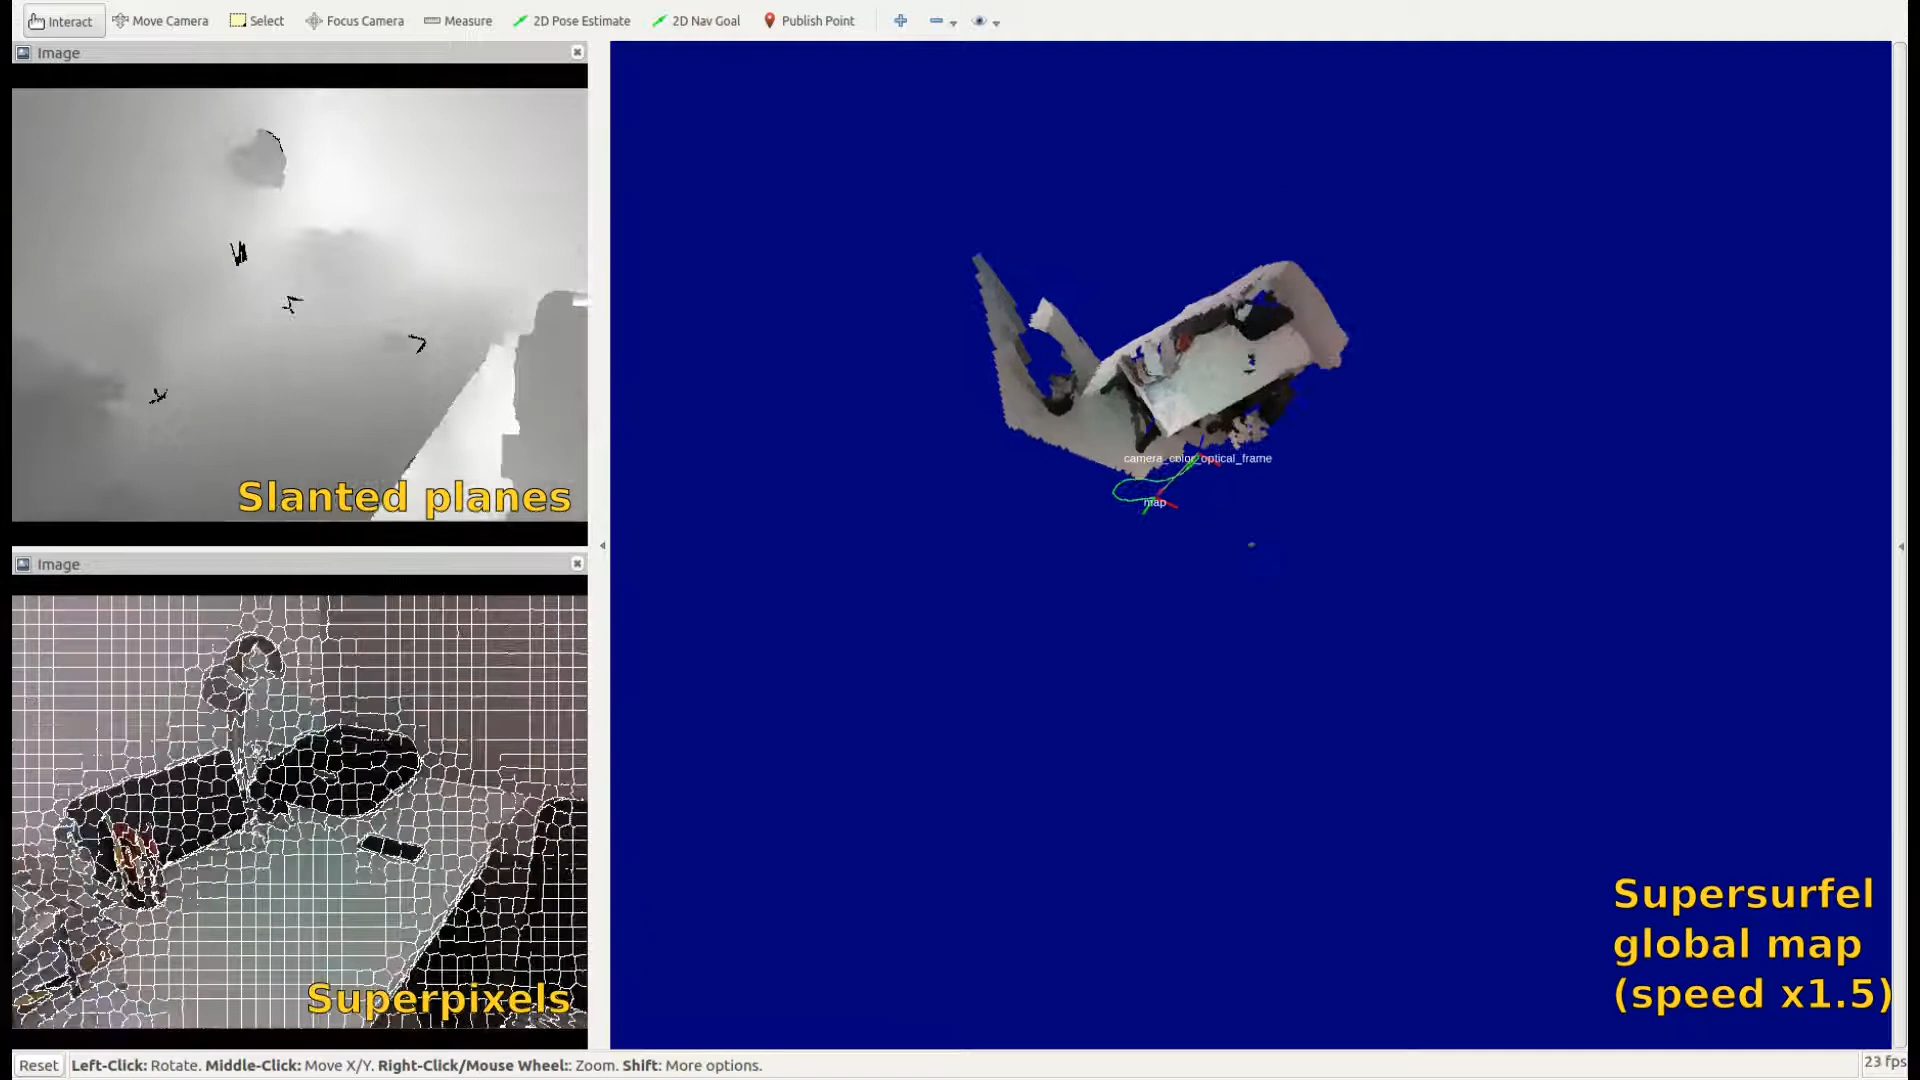 Interact Move Camera Select Focus Camera Measure 2D Pose Estimate 2D Nav Goal Publish Point
Image
Slanted planes
Image
Superpixels
camera_color_optical_frame
map
Supersurfel
global map
(speed x1.5)
Reset Left-Click: Rotate. Middle-Click: Move X/Y. Right-Click/Mouse Wheel:: Zoom. Shift: More options. 23 fps